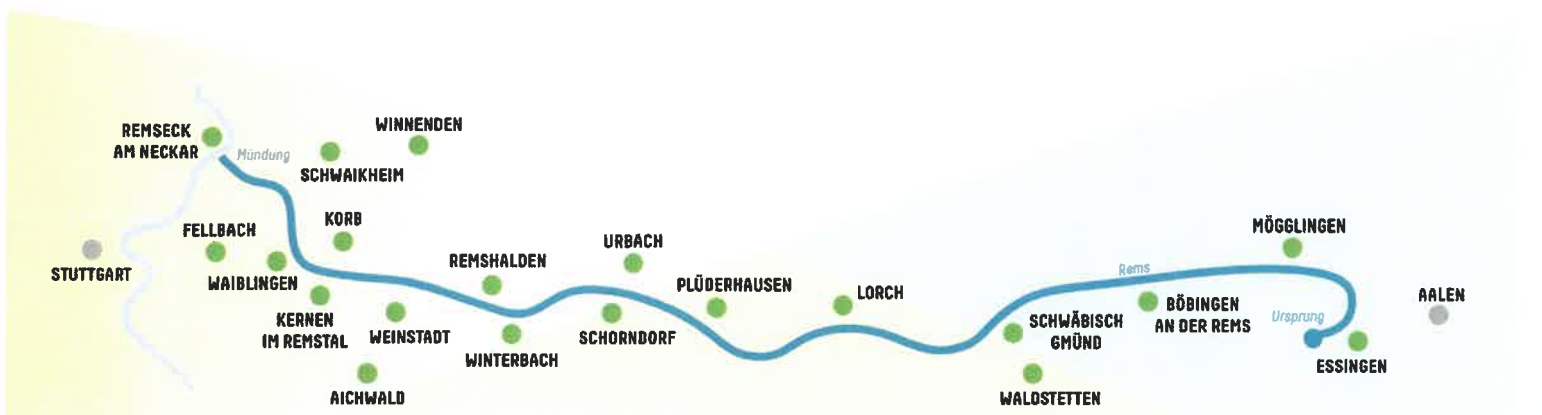 REMSECK
AM NECKAR
Mündung
SCHWAIKHEIM
WINNENDEN
STUTTGART
FELLBACH
WAIBLINGEN
KORB
KERNEN
IM REMSTAL
WEINSTADT
AICHWALD
REMSHALDEN
WINTERBACH
URBACH
SCHORNDORF
PLÜDERHAUSEN
LORCH
SCHWÄBISCH
GMÜND
WALDSTETTEN
Rems
BÖBINGEN
AN DER REMS
MÖGGLINGEN
Ursprung
ESSINGEN
AALEN